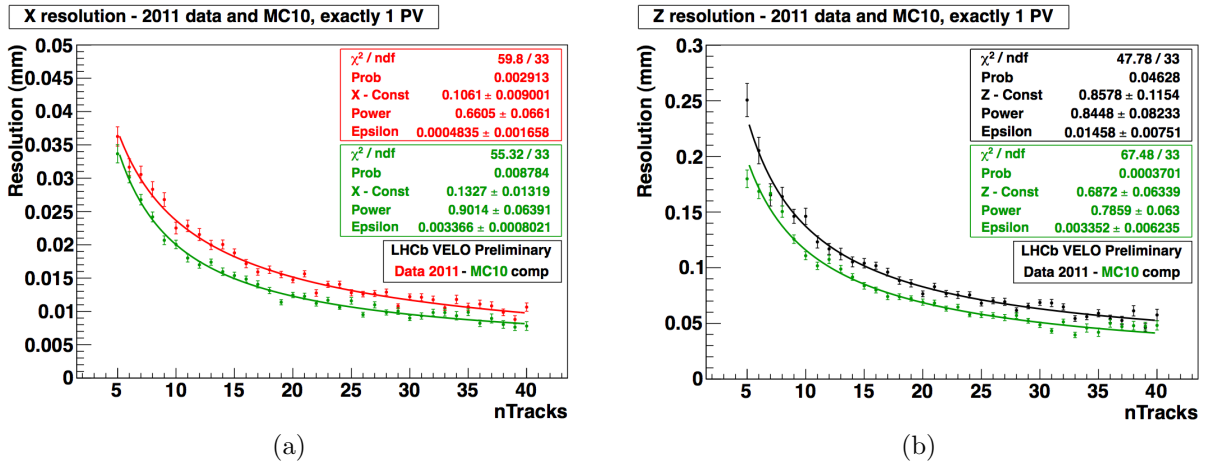 X resolution - 2011 data and MC10, exactly 1 PV
Resolution (mm)
0.05
0.045
0.04
0.035
0.03
0.025
0.02
0.015
0.01
0.005
0
5 10 15 20 25 30 35 40
nTracks
χ² / ndf 59.8 / 33
Prob 0.002913
X - Const 0.1061 ± 0.009001
Power 0.6605 ± 0.0661
Epsilon 0.0004835 ± 0.001658
χ² / ndf 55.32 / 33
Prob 0.008784
X - Const 0.1327 ± 0.01319
Power 0.9014 ± 0.06391
Epsilon 0.003366 ± 0.0008021
LHCb VELO Preliminary
Data 2011 - MC10 comp
(a)
Z resolution - 2011 data and MC10, exactly 1 PV
Resolution (mm)
0.3
0.25
0.2
0.15
0.1
0.05
0
5 10 15 20 25 30 35 40
nTracks
χ² / ndf 47.78 / 33
Prob 0.04628
Z - Const 0.8578 ± 0.1154
Power 0.8448 ± 0.08233
Epsilon 0.01458 ± 0.00751
χ² / ndf 67.48 / 33
Prob 0.0003701
Z - Const 0.6872 ± 0.06339
Power 0.7859 ± 0.063
Epsilon 0.003352 ± 0.006235
LHCb VELO Preliminary
Data 2011 - MC10 comp
(b)